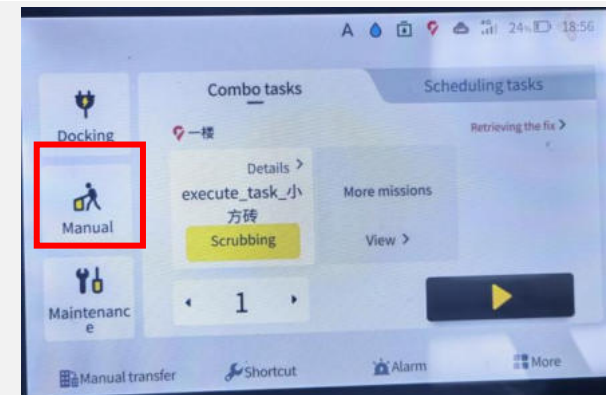 A 4G 24% 18:56
Docking
Manual
Maintenanc
e
Combo tasks
Scheduling tasks
一楼
Retrieving the fix >
Details >
execute_task_小
方砖
Scrubbing
More missions
View >
1
Manual transfer
Shortcut
Alarm
More